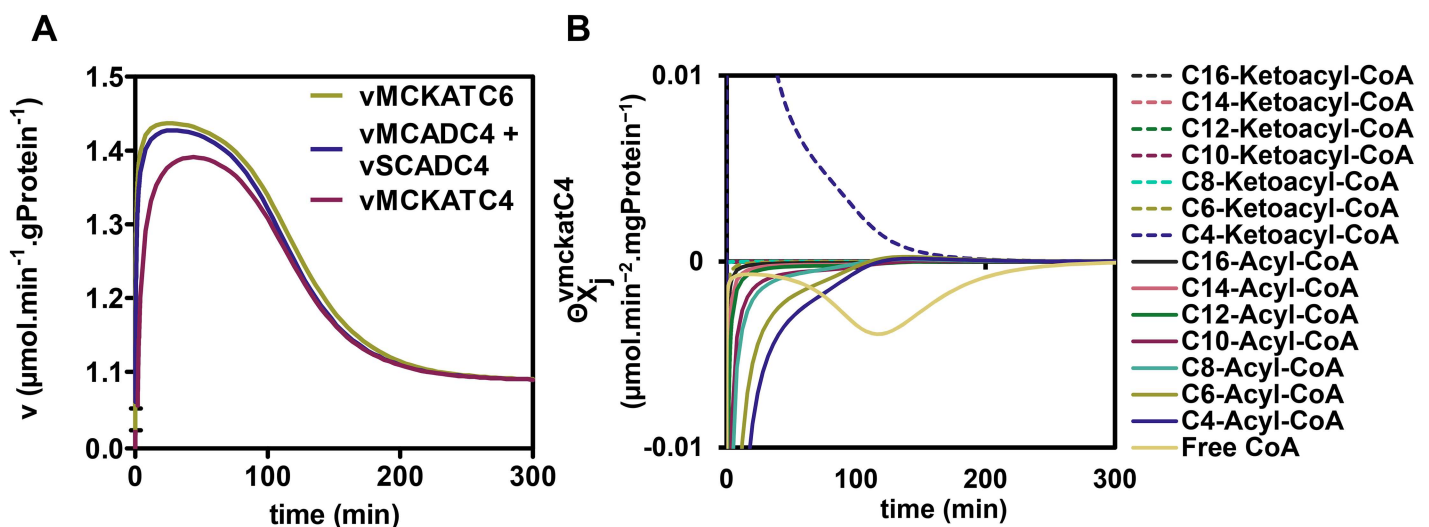 A
v (µmol.min⁻¹.gProtein⁻¹)
1.5
1.4
1.3
1.2
1.1
0.0
vMCKATC6
vMCADC4 +
vSCADC4
vMCKATC4
0
100
200
300
time (min)
B
Θ vmckatC4 Xj
(µmol.min⁻².mgProtein⁻¹)
0.01
0
-0.01
0
100
200
300
time (min)
C16-Ketoacyl-CoA
C14-Ketoacyl-CoA
C12-Ketoacyl-CoA
C10-Ketoacyl-CoA
C8-Ketoacyl-CoA
C6-Ketoacyl-CoA
C4-Ketoacyl-CoA
C16-Acyl-CoA
C14-Acyl-CoA
C12-Acyl-CoA
C10-Acyl-CoA
C8-Acyl-CoA
C6-Acyl-CoA
C4-Acyl-CoA
Free CoA